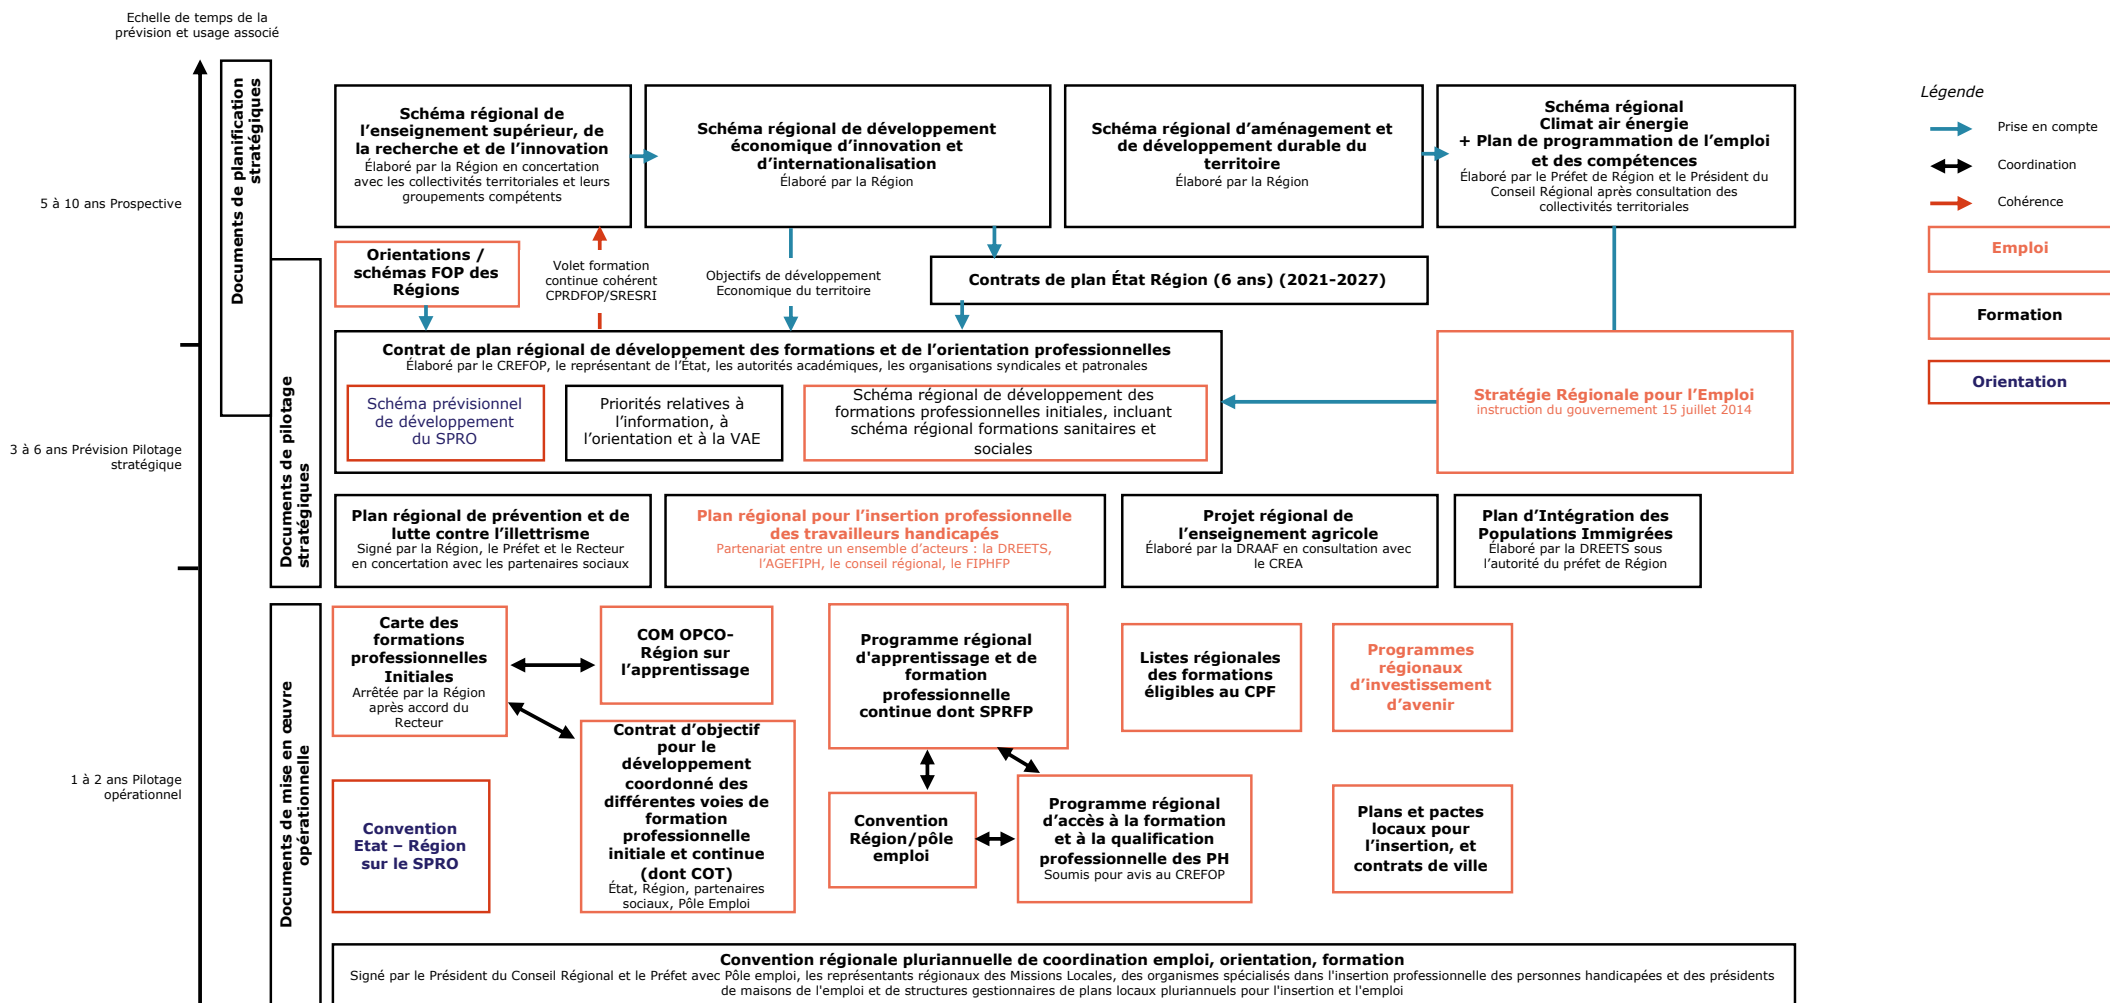 Echelle de temps de la
prévision et usage associé
Documents de planification
stratégiques
5 à 10 ans Prospective
Schéma régional de
l'enseignement supérieur, de
la recherche et de l'innovation
Élaboré par la Région en concertation
avec les collectivités territoriales et leurs
groupements compétents
Schéma régional de développement
économique d'innovation et
d'internationalisation
Élaboré par la Région
Schéma régional d'aménagement et
de développement durable du
territoire
Élaboré par la Région
Schéma régional
Climat air énergie
+ Plan de programmation de l'emploi
et des compétences
Élaboré par le Préfet de Région et le Président du
Conseil Régional après consultation des
collectivités territoriales
Légende
Prise en compte
Coordination
Cohérence
Emploi
Formation
Orientation
Orientations /
schémas FOP des
Régions
Volet formation
continue cohérent
CPRDFOP/SRESRI
Objectifs de développement
Economique du territoire
Contrats de plan État Région (6 ans) (2021-2027)
Documents de pilotage
stratégiques
3 à 6 ans Prévision Pilotage
stratégique
Contrat de plan régional de développement des formations et de l'orientation professionnelles
Élaboré par le CREFOP, le représentant de l'État, les autorités académiques, les organisations syndicales et patronales
Schéma prévisionnel
de développement
du SPRO
Priorités relatives à
l'information, à
l'orientation et à la VAE
Schéma régional de développement des
formations professionnelles initiales, incluant
schéma régional formations sanitaires et
sociales
Stratégie Régionale pour l'Emploi
instruction du gouvernement 15 juillet 2014
Plan régional de prévention et de
lutte contre l'illettrisme
Signé par la Région, le Préfet et le Recteur
en concertation avec les partenaires sociaux
Plan régional pour l'insertion professionnelle
des travailleurs handicapés
Partenariat entre un ensemble d'acteurs : la DREETS,
l'AGEFIPH, le conseil régional, le FIPHFP
Projet régional de
l'enseignement agricole
Élaboré par la DRAAF en consultation avec
le CREA
Plan d'Intégration des
Populations Immigrées
Élaboré par la DREETS sous
l'autorité du préfet de Région
Documents de mise en œuvre
opérationnelle
1 à 2 ans Pilotage
opérationnel
Carte des
formations
professionnelles
Initiales
Arrêtée par la Région
après accord du
Recteur
COM OPCO-
Région sur
l'apprentissage
Programme régional
d'apprentissage et de
formation
professionnelle
continue dont SPRFP
Listes régionales
des formations
éligibles au CPF
Programmes
régionaux
d'investissement
d'avenir
Convention
Etat – Région
sur le SPRO
Contrat d'objectif
pour le
développement
coordonné des
différentes voies de
formation
professionnelle
initiale et continue
(dont COT)
État, Région, partenaires
sociaux, Pôle Emploi
Convention
Région/pôle
emploi
Programme régional
d'accès à la formation
et à la qualification
professionnelle des PH
Soumis pour avis au CREFOP
Plans et pactes
locaux pour
l'insertion, et
contrats de ville
Convention régionale pluriannuelle de coordination emploi, orientation, formation
Signé par le Président du Conseil Régional et le Préfet avec Pôle emploi, les représentants régionaux des Missions Locales, des organismes spécialisés dans l'insertion professionnelle des personnes handicapées et des présidents
de maisons de l'emploi et de structures gestionnaires de plans locaux pluriannuels pour l'insertion et l'emploi